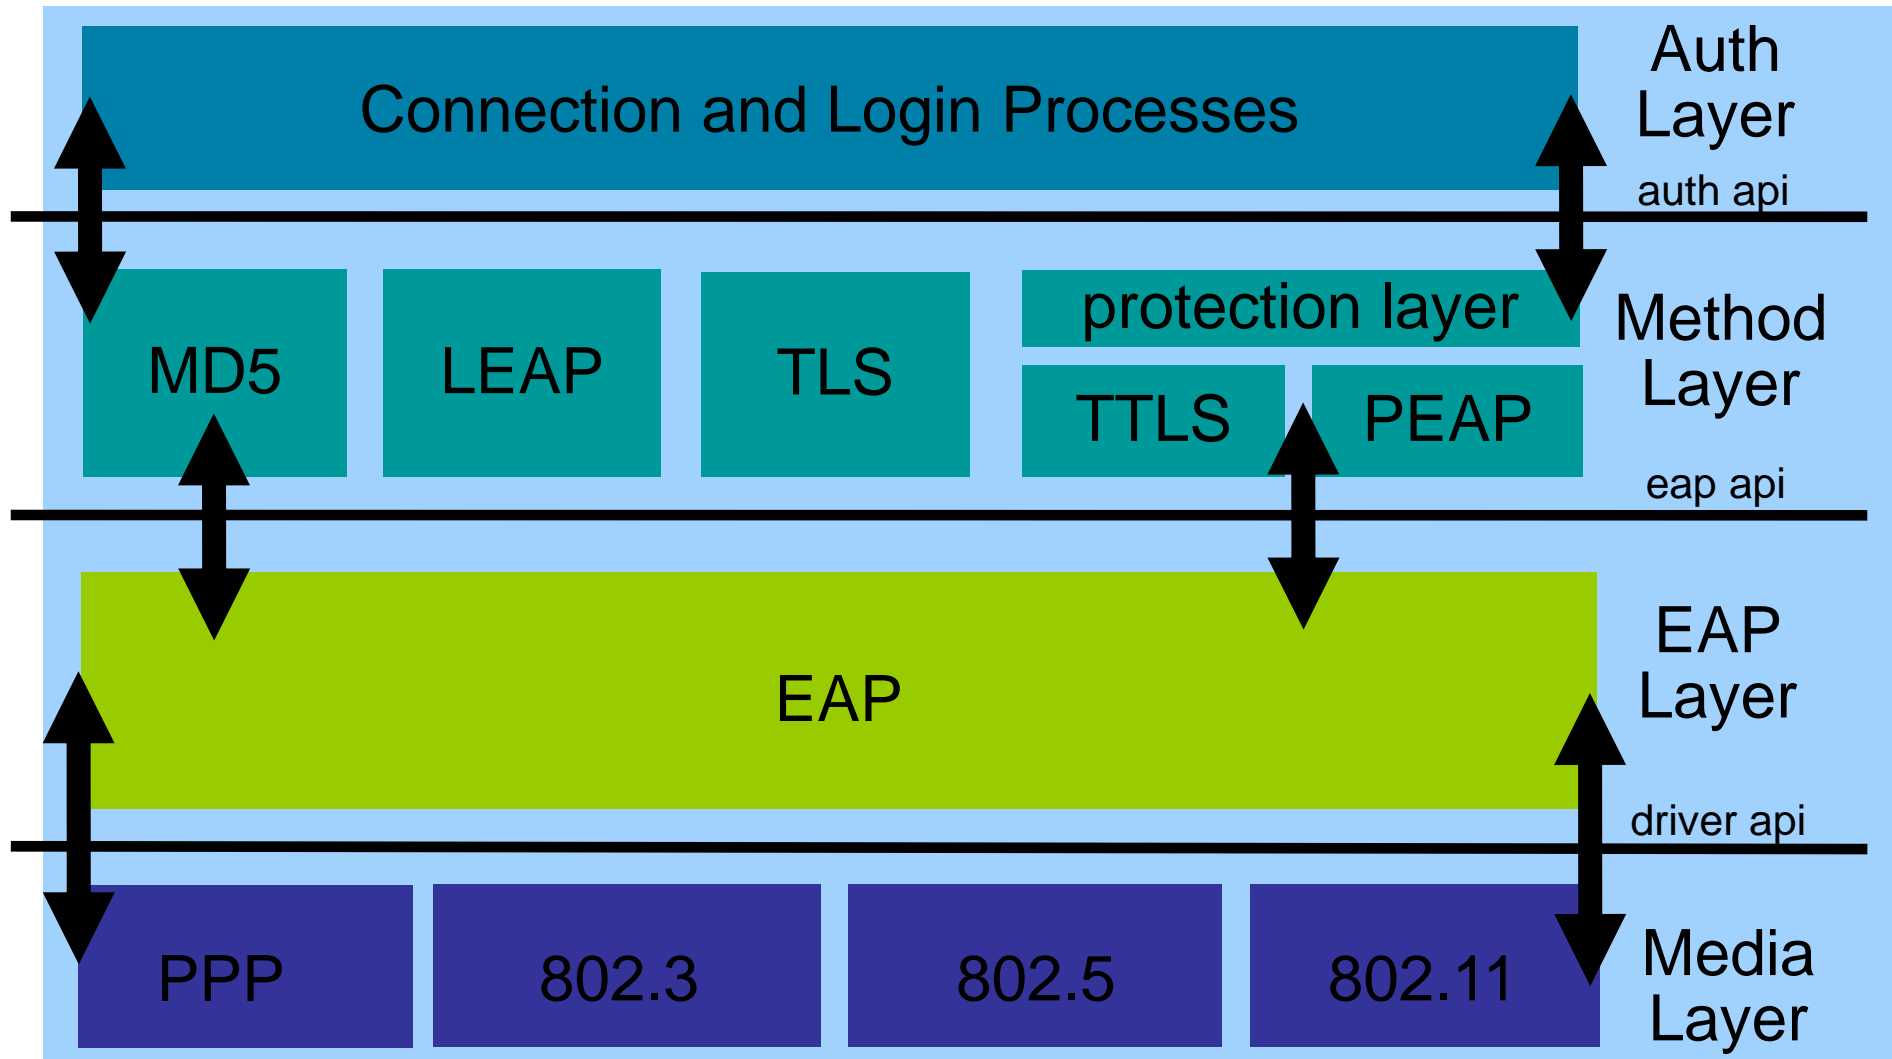 Connection and Login Processes
Auth
Layer
auth api
MD5
LEAP
TLS
protection layer
TTLS
PEAP
Method
Layer
eap api
EAP
EAP
Layer
driver api
PPP
802.3
802.5
802.11
Media
Layer